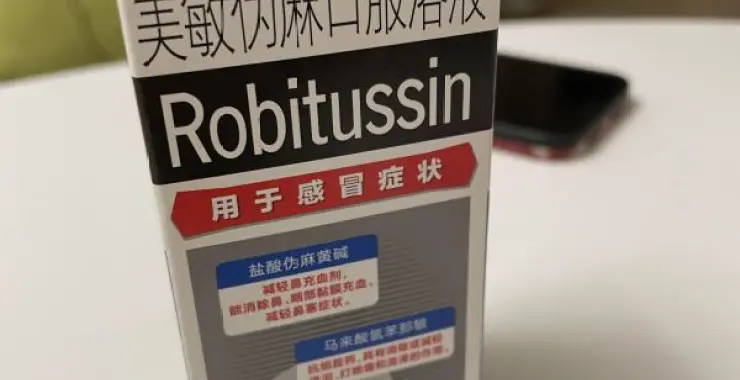 美敏伪麻口服溶液
Robitussin
用于感冒症状
盐酸伪麻黄碱
减轻鼻充血剂，
能消除鼻、咽部黏膜充血、
减轻鼻塞症状。
马来酸氯苯那敏